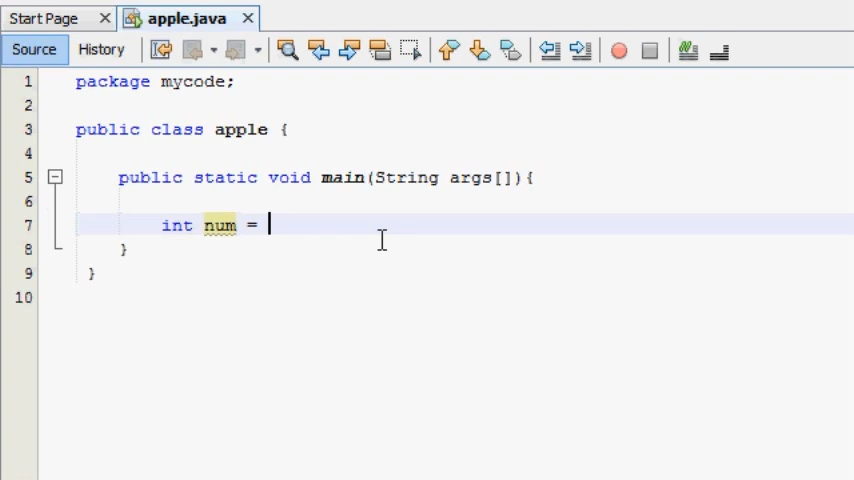 Start Page apple.java
Source History
1 package mycode;
2
3 public class apple {
4
5 public static void main(String args[]){
6
7 int num =
8 }
9 }
10